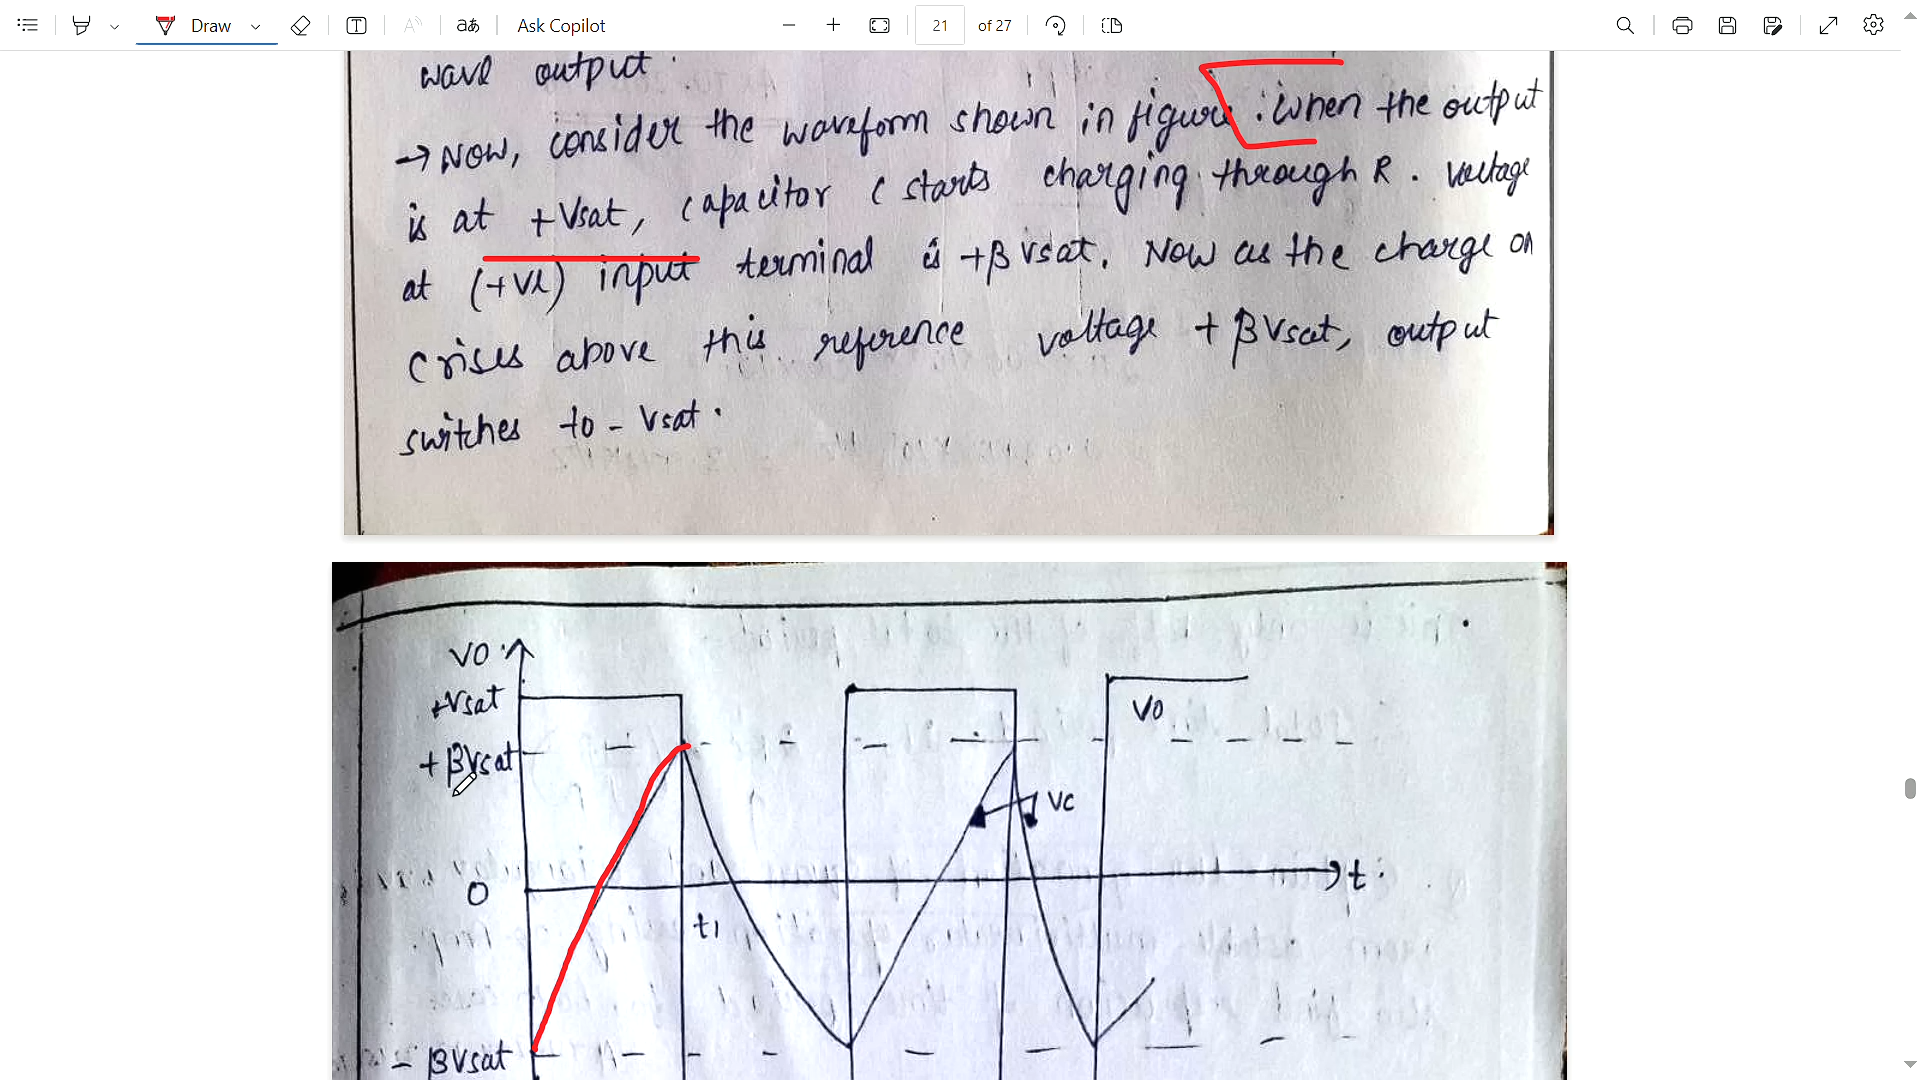 Draw
Ask Copilot
21 of 27
wave output.
→ Now, consider the waveform shown in figure. When the output
is at +Vsat, capacitor C starts charging through R. Voltage
at (+ve) input terminal is +β Vsat. Now as the charge on
C rises above this reference voltage + βVsat, output
switches to - Vsat.
VO
+Vsat
+ βVsat
VO
VC
O
t
t1
- βVsat